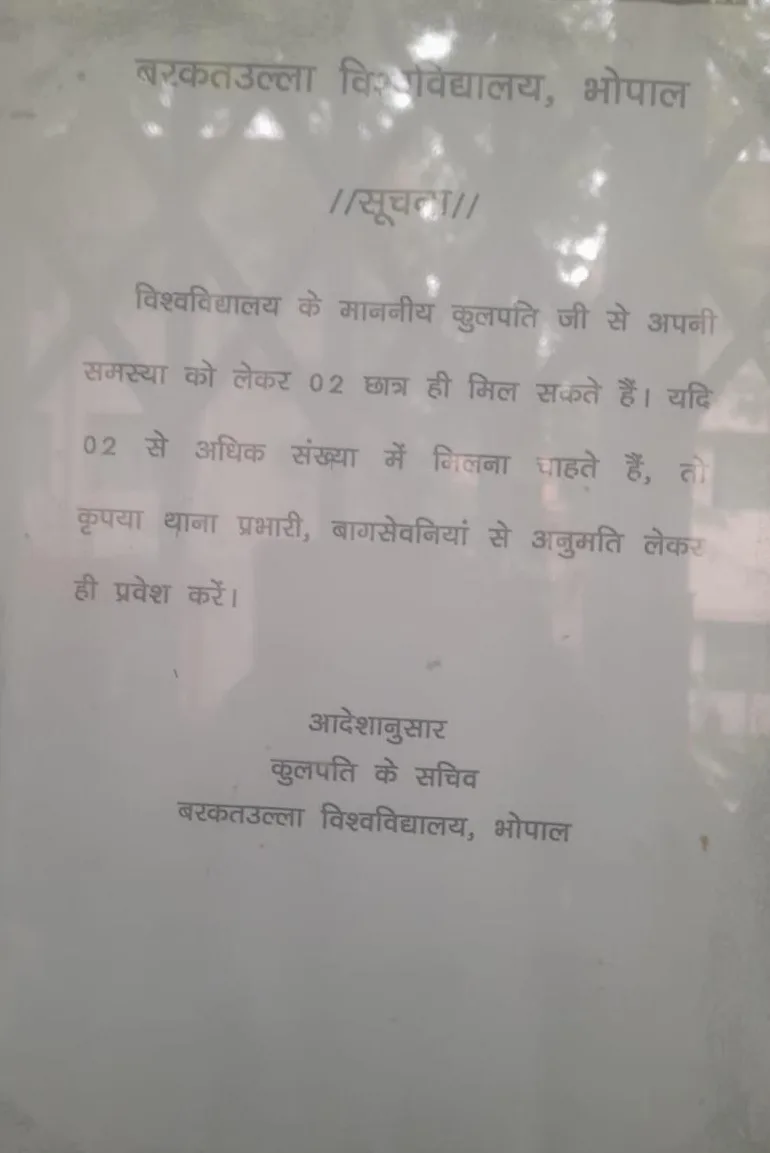 बरकतउल्ला विश्वविद्यालय, भोपाल
//सूचना//
विश्वविद्यालय के माननीय कुलपति जी से अपनी
समस्या को लेकर 02 छात्र ही मिल सकते हैं। यदि
02 से अधिक संख्या में मिलना चाहते हैं, तो
कृपया थाना प्रभारी, बागसेवनियां से अनुमति लेकर
ही प्रवेश करें।
आदेशानुसार
कुलपति के सचिव
बरकतउल्ला विश्वविद्यालय, भोपाल